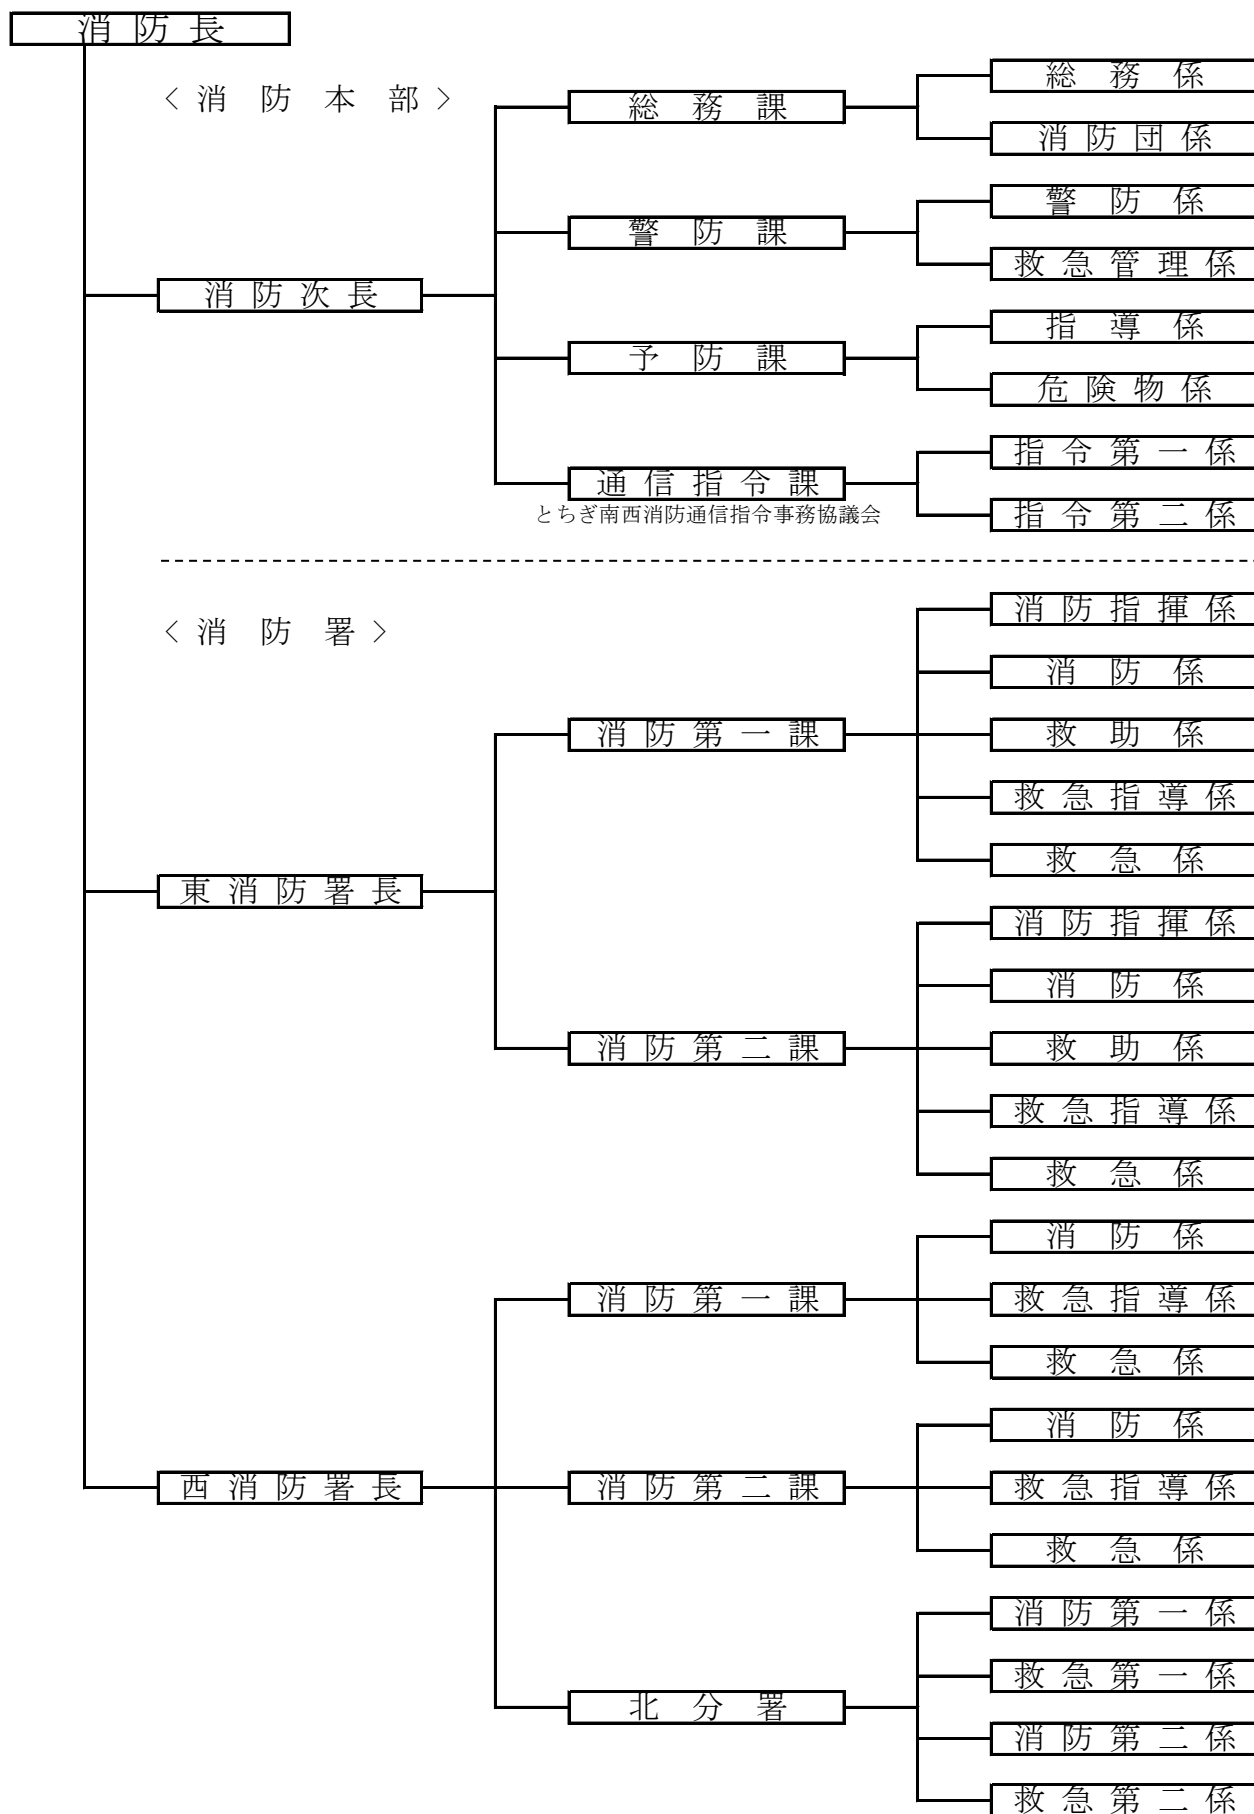 消防長
<消防本部>
消防次長
総務課
総務係
消防団係
警防課
警防係
救急管理係
予防課
指導係
危険物係
通信指令課
とちぎ南西消防通信指令事務協議会
指令第一係
指令第二係
<消防署>
東消防署長
消防第一課
消防指揮係
消防係
救助係
救急指導係
救急係
消防第二課
消防指揮係
消防係
救助係
救急指導係
救急係
西消防署長
消防第一課
消防係
救急指導係
救急係
消防第二課
消防係
救急指導係
救急係
北分署
消防第一係
救急第一係
消防第二係
救急第二係